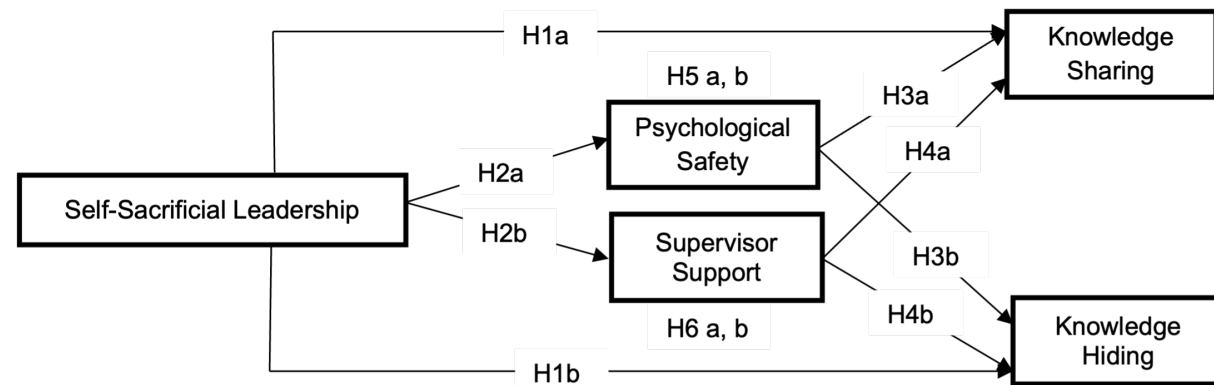 H1a
Knowledge
Sharing
H5 a, b
H3a
Psychological
Safety
H4a
H2a
Self-Sacrificial Leadership
H2b
Supervisor
Support
H3b
H4b
H6 a, b
Knowledge
Hiding
H1b